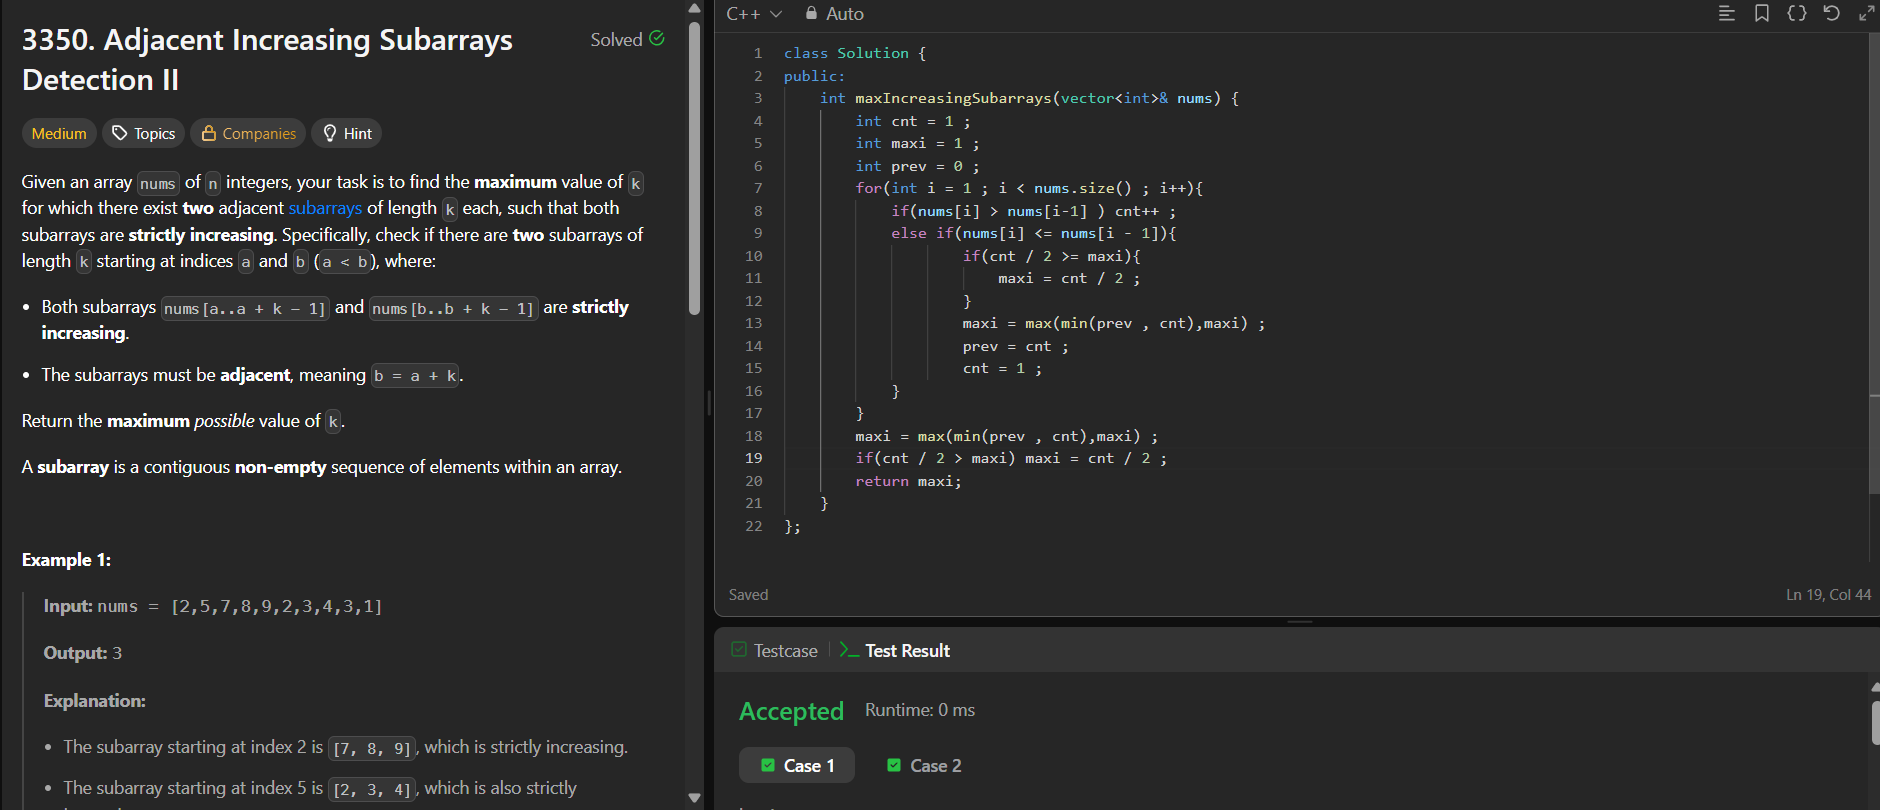 3350. Adjacent Increasing Subarrays
Detection II
Solved
Medium
Topics
Companies
Hint
Given an array nums of n integers, your task is to find the maximum value of k
for which there exist two adjacent subarrays of length k each, such that both
subarrays are strictly increasing. Specifically, check if there are two subarrays of
length k starting at indices a and b (a < b), where:
• Both subarrays nums[a..a + k - 1] and nums[b..b + k - 1] are strictly
increasing.
• The subarrays must be adjacent, meaning b = a + k.
Return the maximum possible value of k.
A subarray is a contiguous non-empty sequence of elements within an array.
Example 1:
Input: nums = [2,5,7,8,9,2,3,4,3,1]
Output: 3
Explanation:
• The subarray starting at index 2 is [7, 8, 9], which is strictly increasing.
• The subarray starting at index 5 is [2, 3, 4], which is also strictly
C++
Auto
1 class Solution {
2 public:
3 int maxIncreasingSubarrays(vector<int>& nums) {
4 int cnt = 1 ;
5 int maxi = 1 ;
6 int prev = 0 ;
7 for(int i = 1 ; i < nums.size() ; i++){
8 if(nums[i] > nums[i-1] ) cnt++ ;
9 else if(nums[i] <= nums[i - 1]){
10 if(cnt / 2 >= maxi){
11 maxi = cnt / 2 ;
12 }
13 maxi = max(min(prev , cnt),maxi) ;
14 prev = cnt ;
15 cnt = 1 ;
16 }
17 }
18 maxi = max(min(prev , cnt),maxi) ;
19 if(cnt / 2 > maxi) maxi = cnt / 2 ;
20 return maxi;
21 }
22 };
Saved
Ln 19, Col 44
Testcase
Test Result
Accepted
Runtime: 0 ms
Case 1
Case 2